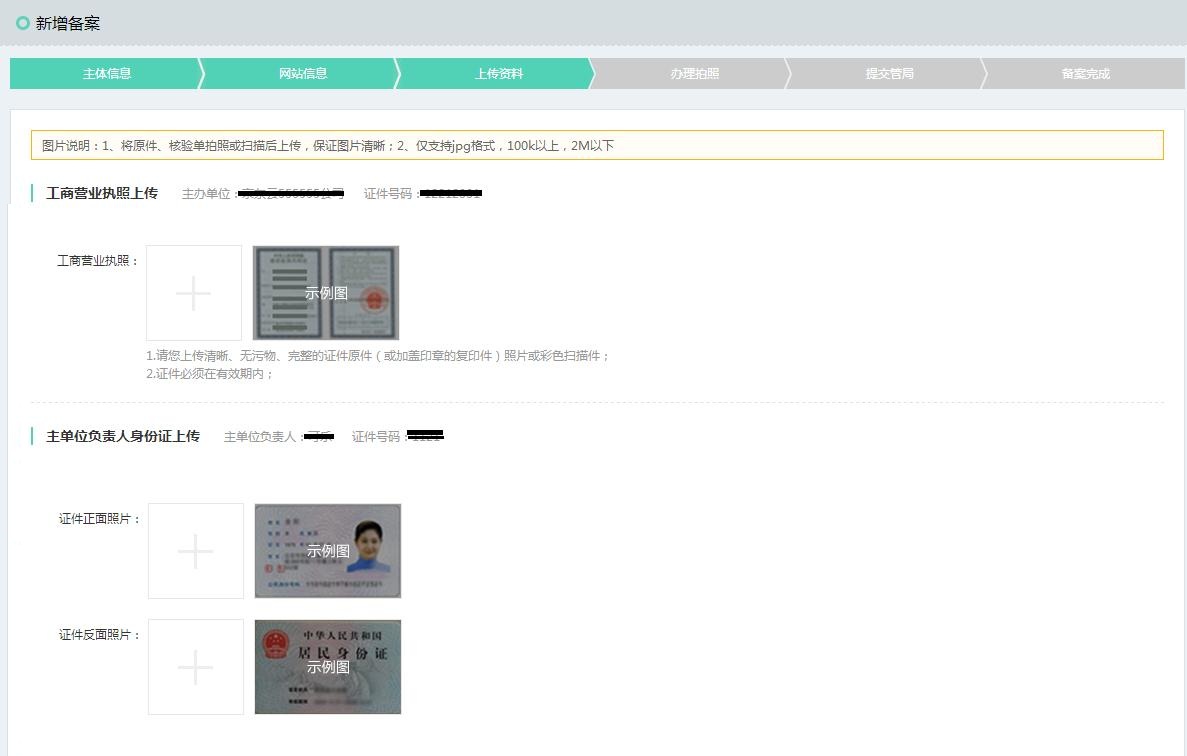 新增备案
主体信息 网站信息 上传资料 办理拍照 提交管局 备案完成
图片说明：1、将原件、核验单拍照或扫描后上传，保证图片清晰；2、仅支持jpg格式，100k以上，2M以下
工商营业执照上传 主办单位： 证件号码：
工商营业执照：
示例图
1.请您上传清晰、无污物、完整的证件原件（或加盖印章的复印件）照片或彩色扫描件；
2.证件必须在有效期内；
主单位负责人身份证上传 主单位负责人： 证件号码：
证件正面照片：
示例图
证件反面照片：
中华人民共和国
居民身份证
示例图